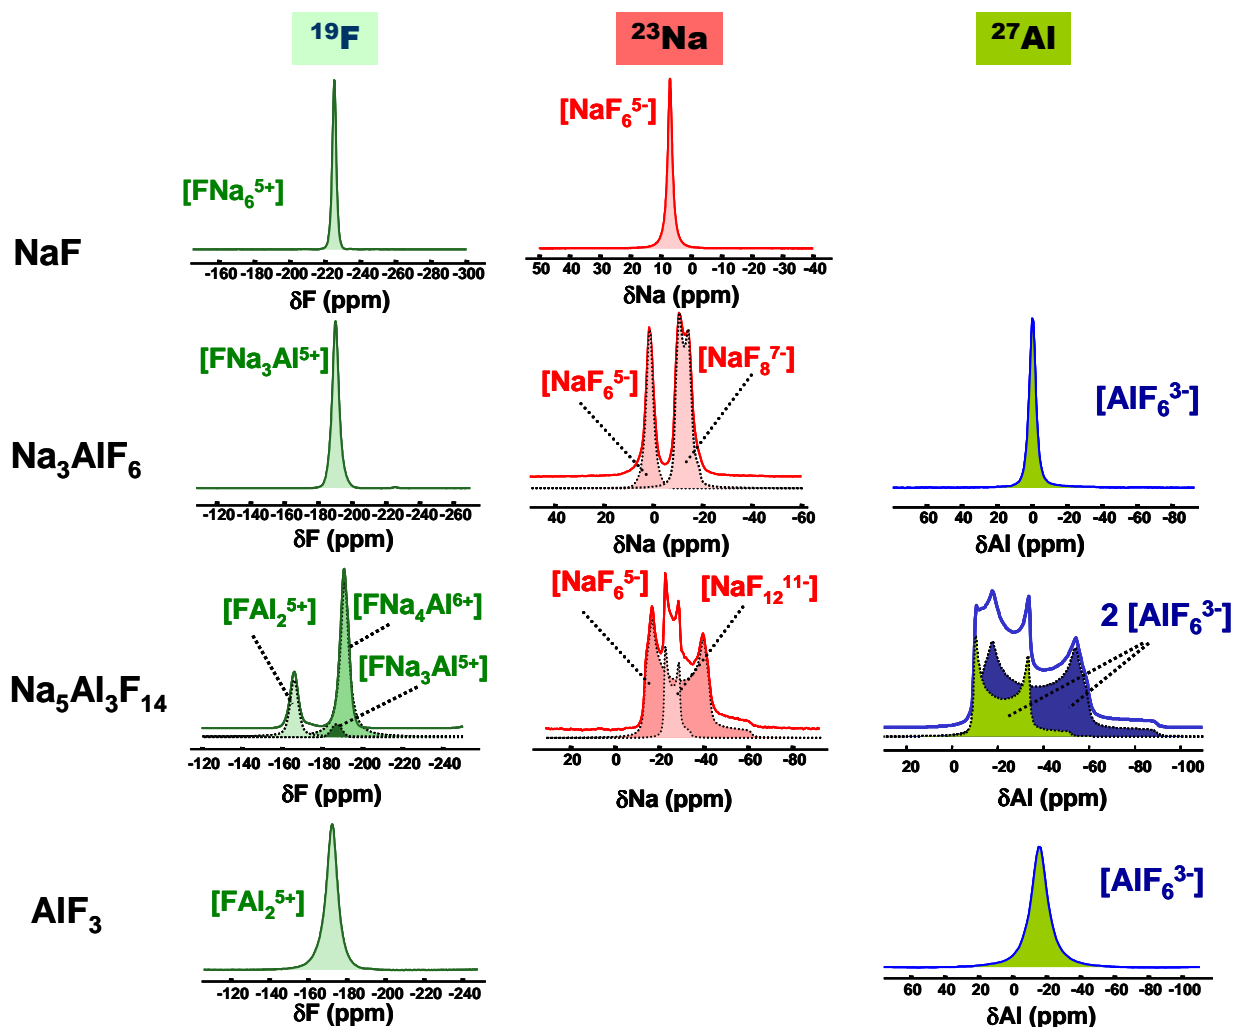 ¹⁹F ²³Na ²⁷Al
NaF
[FNa₆⁵⁺]
-160 -180 -200 -220 -240 -260 -280 -300
δF (ppm)
[NaF₆⁵⁻]
50 40 30 20 10 0 -10 -20 -30 -40
δNa (ppm)
Na₃AlF₆
[FNa₃Al⁵⁺]
-120 -140 -160 -180 -200 -220 -240 -260
δF (ppm)
[NaF₆⁵⁻]
[NaF₈⁷⁻]
40 20 0 -20 -40 -60
δNa (ppm)
[AlF₆³⁻]
60 40 20 0 -20 -40 -60 -80
δAl (ppm)
Na₅Al₃F₁₄
[FAl₂⁵⁺]
[FNa₄Al⁶⁺]
[FNa₃Al⁵⁺]
-120 -140 -160 -180 -200 -220 -240
δF (ppm)
[NaF₆⁵⁻]
[NaF₁₂¹¹⁻]
20 0 -20 -40 -60 -80
δNa (ppm)
2 [AlF₆³⁻]
20 0 -20 -40 -60 -80 -100
δAl (ppm)
AlF₃
[FAl₂⁵⁺]
-120 -140 -160 -180 -200 -220 -240
δF (ppm)
[AlF₆³⁻]
60 40 20 0 -20 -40 -60 -80 -100
δAl (ppm)